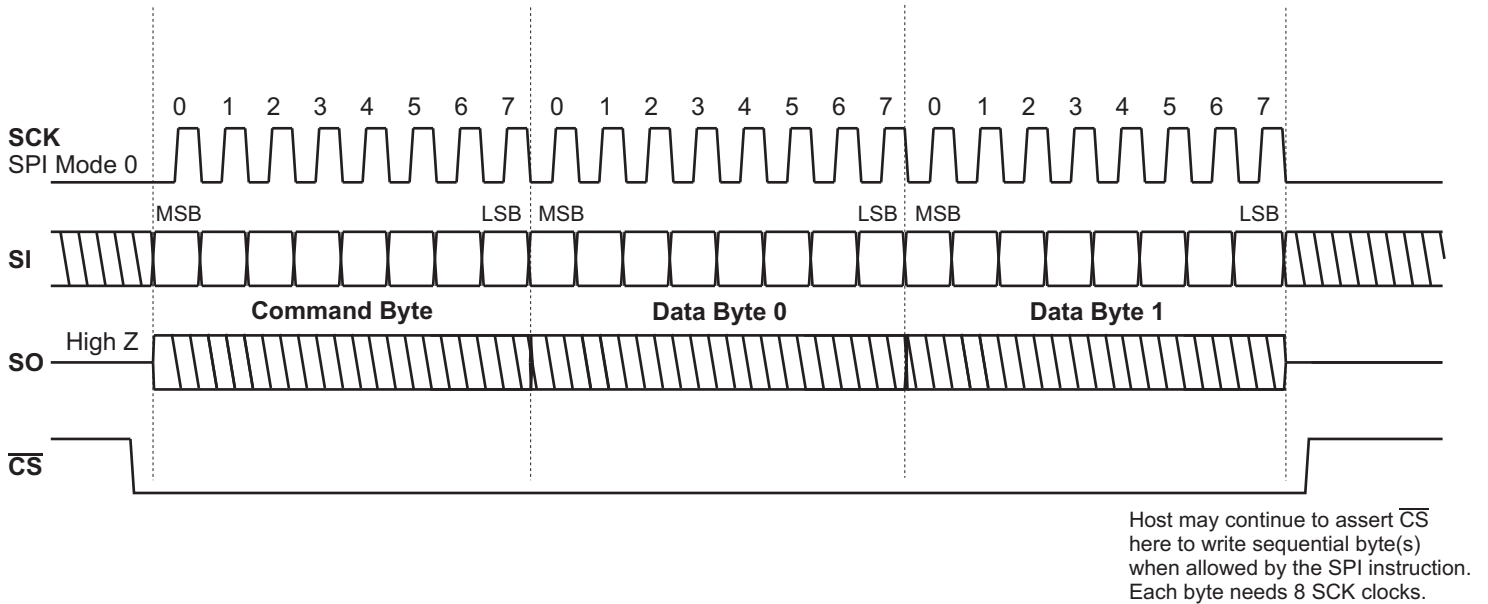 0 1 2 3 4 5 6 7 0 1 2 3 4 5 6 7 0 1 2 3 4 5 6 7
SCK
SPI Mode 0
MSB LSB MSB LSB MSB LSB
SI
Command Byte Data Byte 0 Data Byte 1
High Z
SO
CS
Host may continue to assert CS
here to write sequential byte(s)
when allowed by the SPI instruction.
Each byte needs 8 SCK clocks.